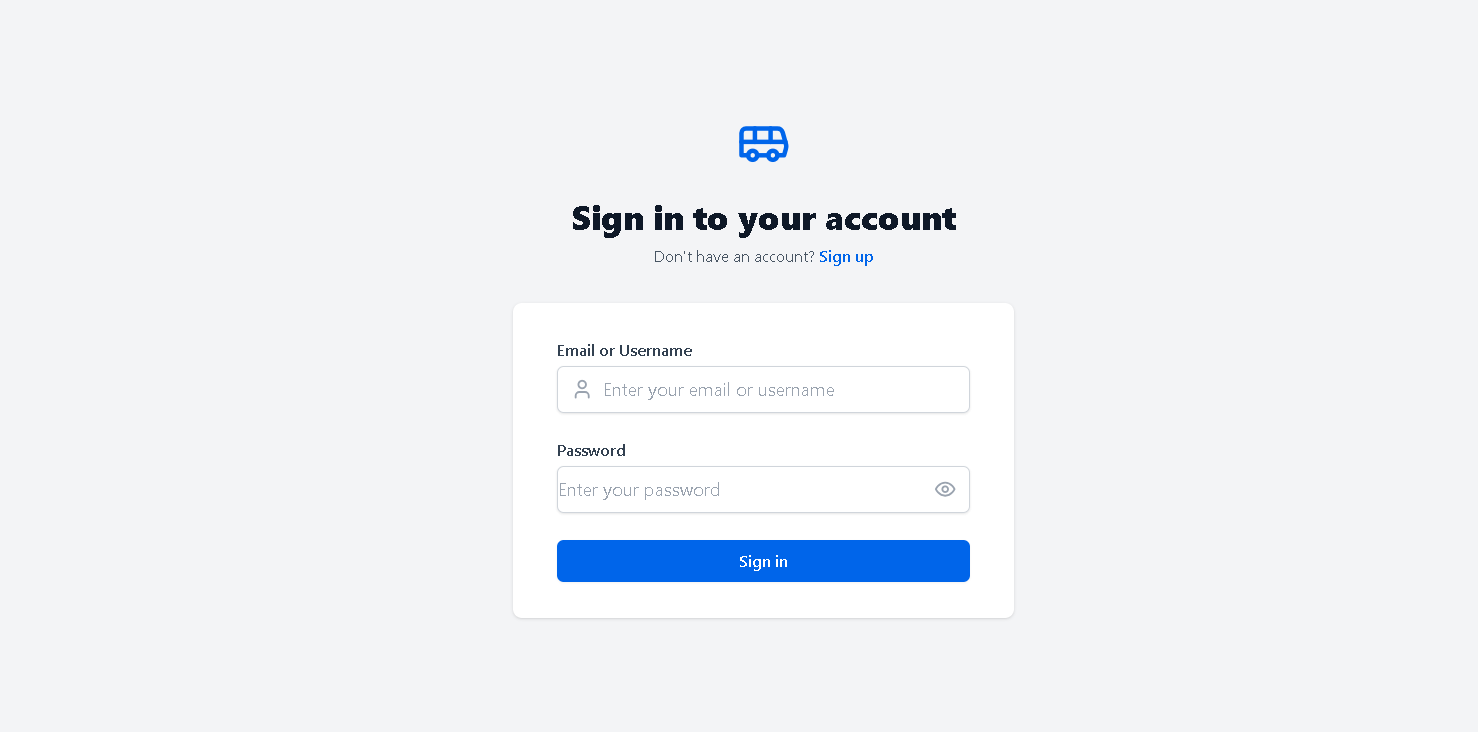 Sign in to your account
Don't have an account? Sign up
Email or Username
Enter your email or username
Password
Enter your password
Sign in